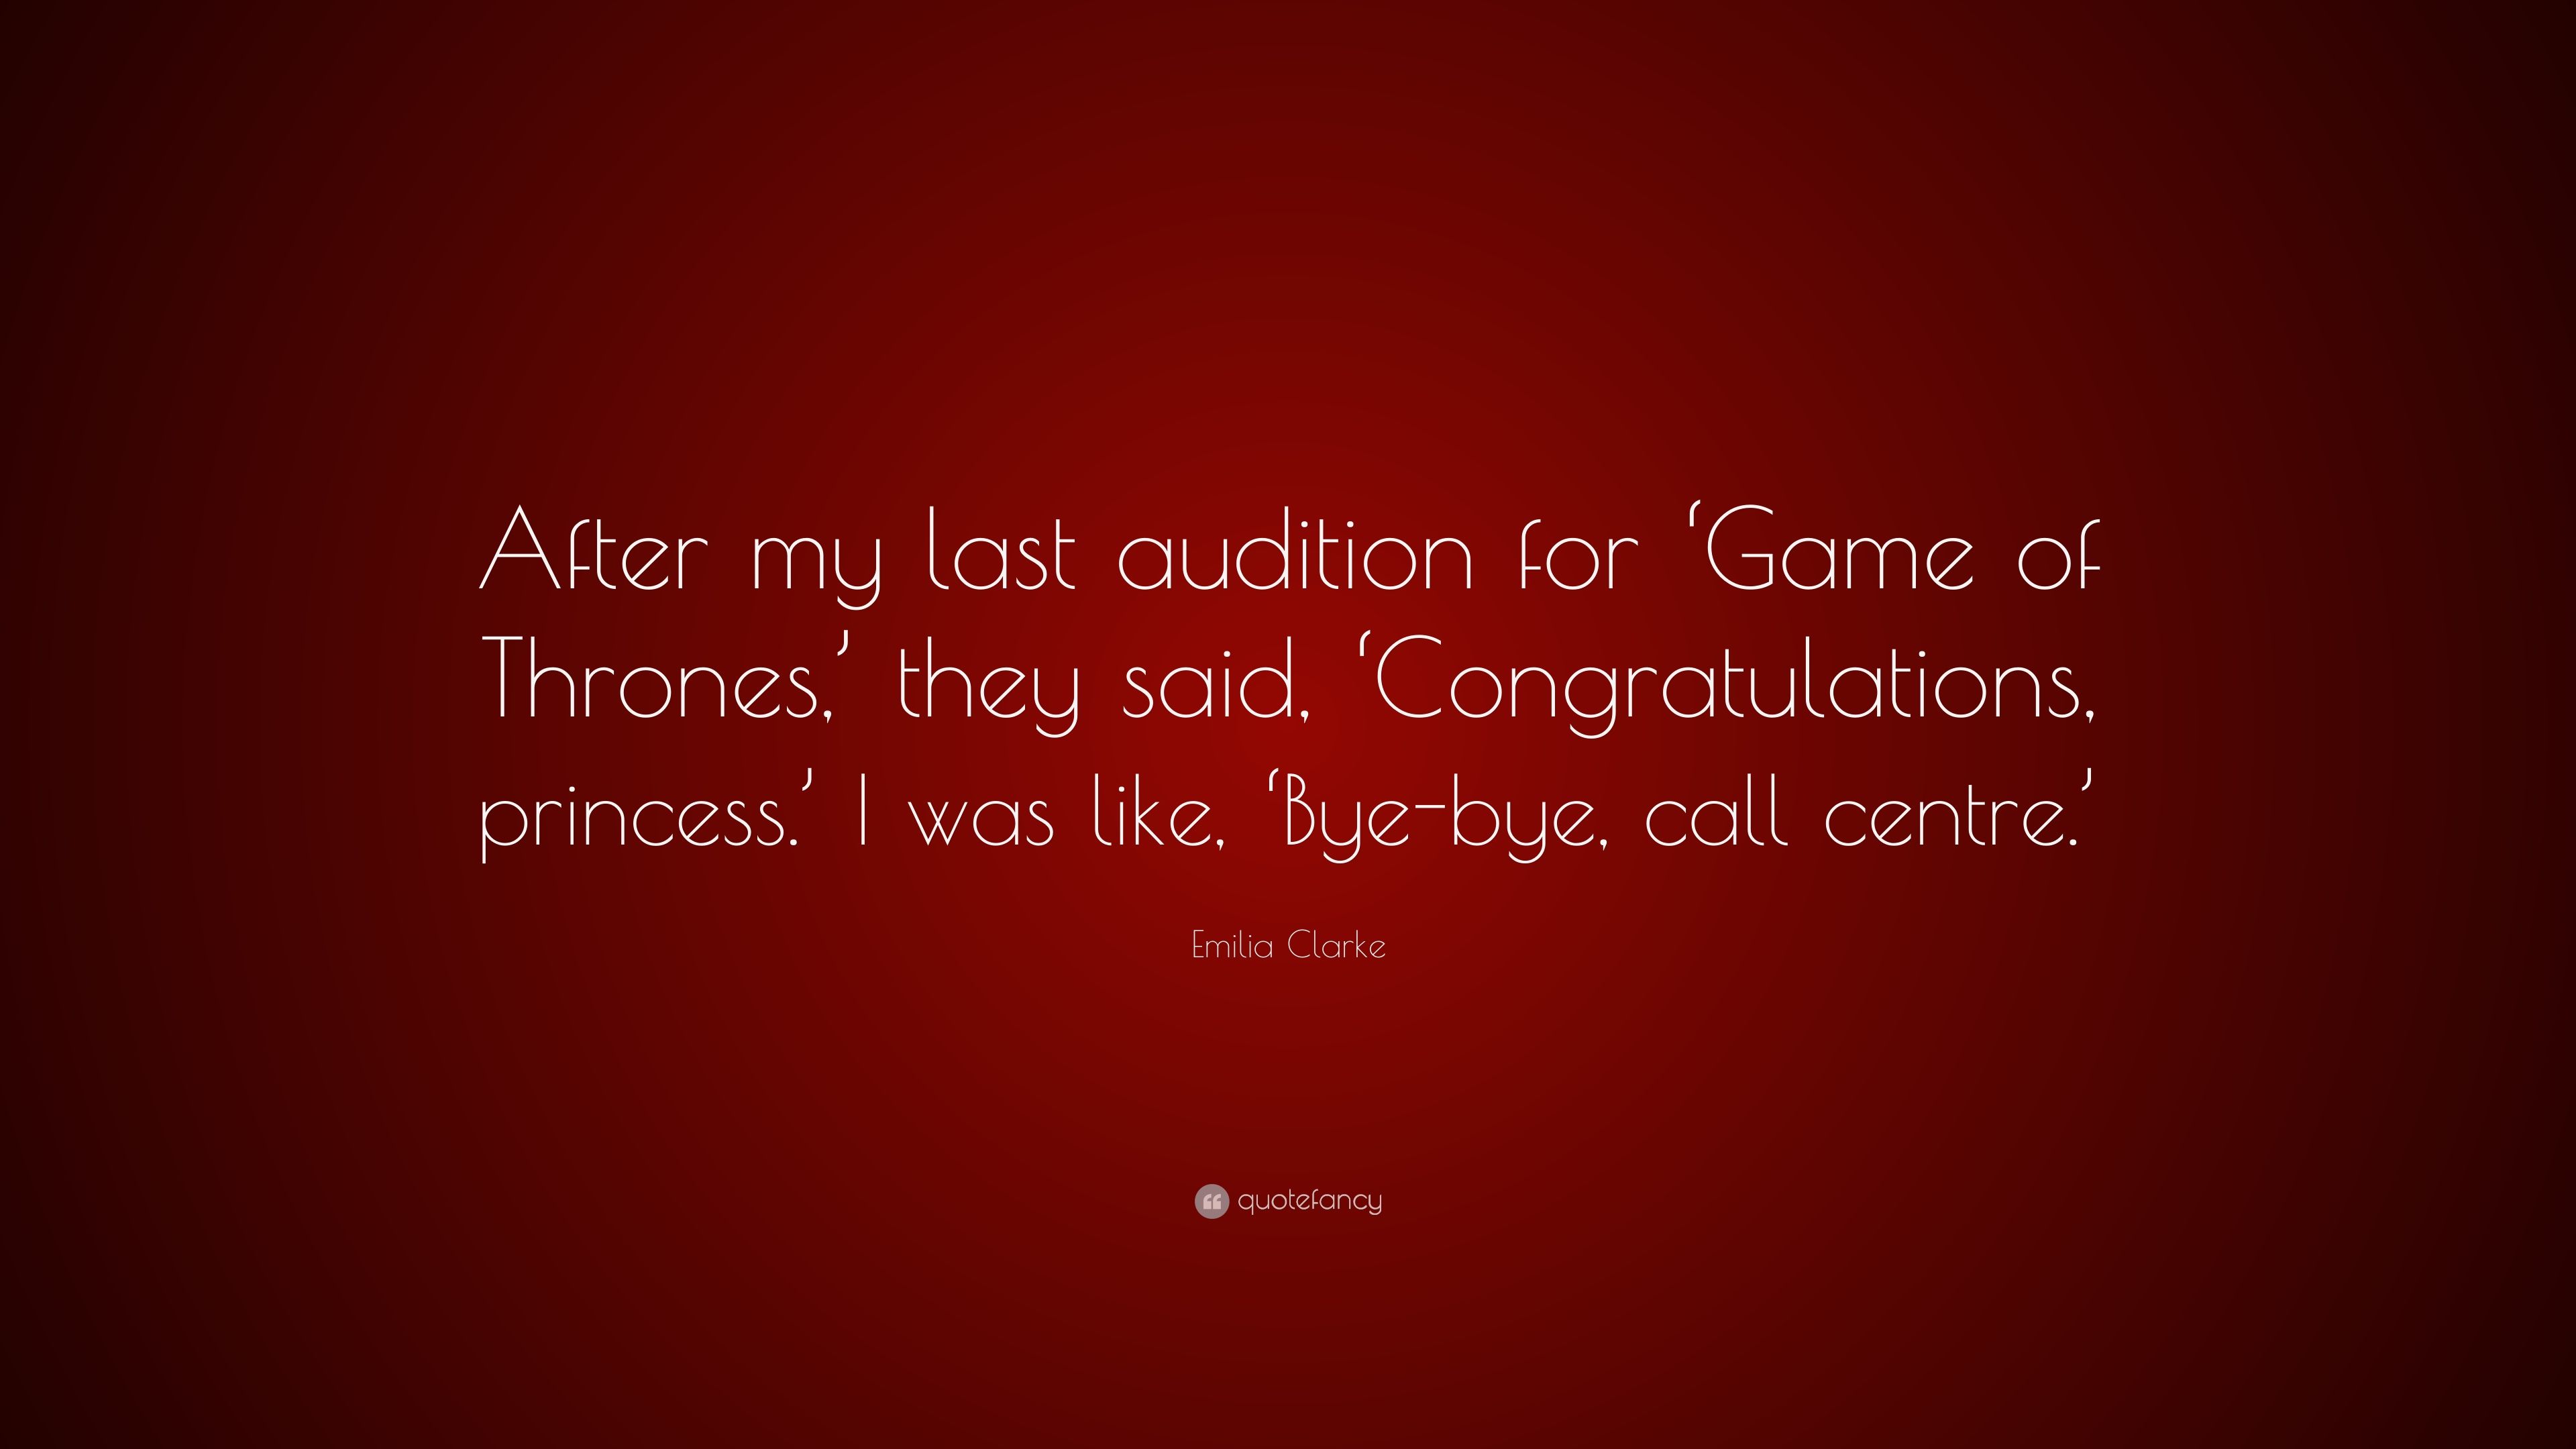 After my last audition for ‘Game of
Thrones,’ they said, ‘Congratulations,
princess.’ I was like, ‘Bye-bye, call centre.’
Emilia Clarke
quotefancy